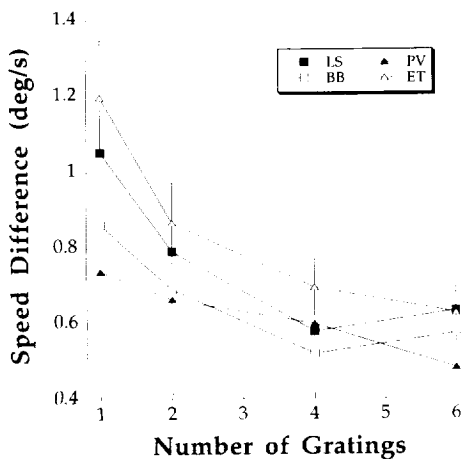 1.4
1.2
1
0.8
0.6
0.4
Speed Difference (deg/s)
LS PV
BB ET
1 2 3 4 5 6
Number of Gratings